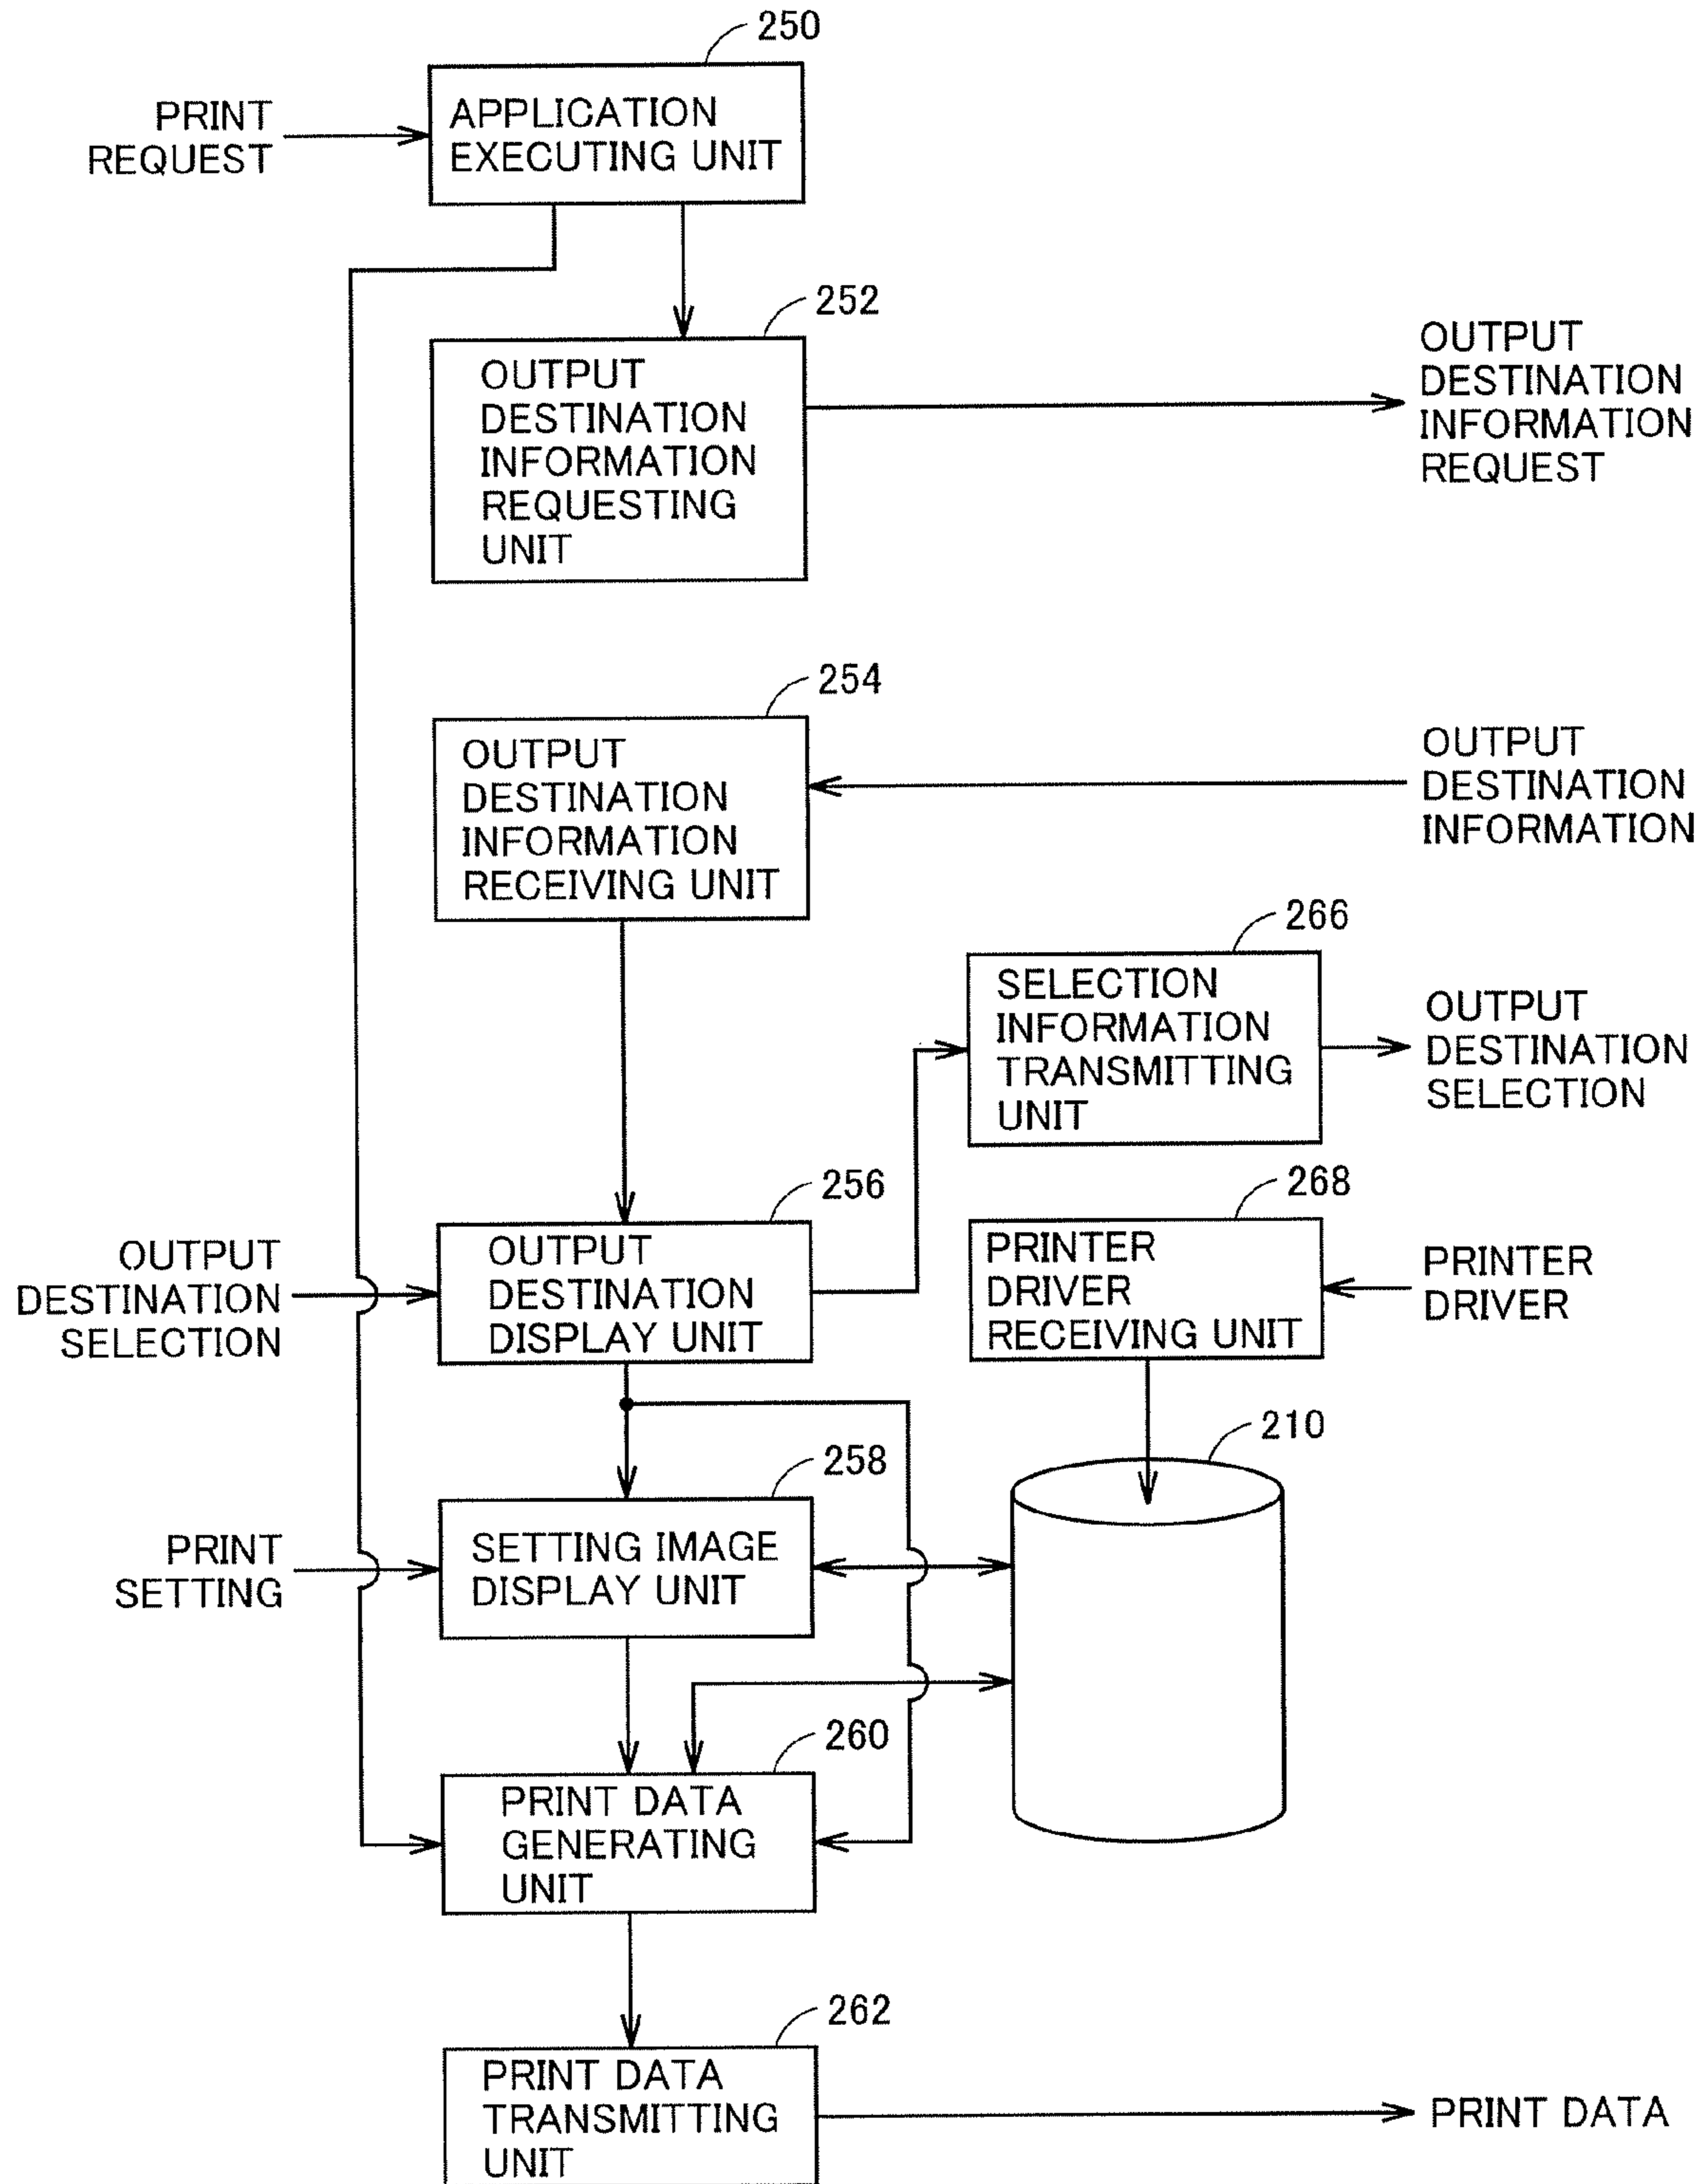 250
PRINT
REQUEST
APPLICATION
EXECUTING UNIT
252
OUTPUT
DESTINATION
INFORMATION
REQUESTING
UNIT
OUTPUT
DESTINATION
INFORMATION
REQUEST
254
OUTPUT
DESTINATION
INFORMATION
RECEIVING UNIT
OUTPUT
DESTINATION
INFORMATION
266
SELECTION
INFORMATION
TRANSMITTING
UNIT
OUTPUT
DESTINATION
SELECTION
256
OUTPUT
DESTINATION
SELECTION
OUTPUT
DESTINATION
DISPLAY UNIT
268
PRINTER
DRIVER
RECEIVING UNIT
PRINTER
DRIVER
210
258
PRINT
SETTING
SETTING IMAGE
DISPLAY UNIT
260
PRINT DATA
GENERATING
UNIT
262
PRINT DATA
TRANSMITTING
UNIT
PRINT DATA